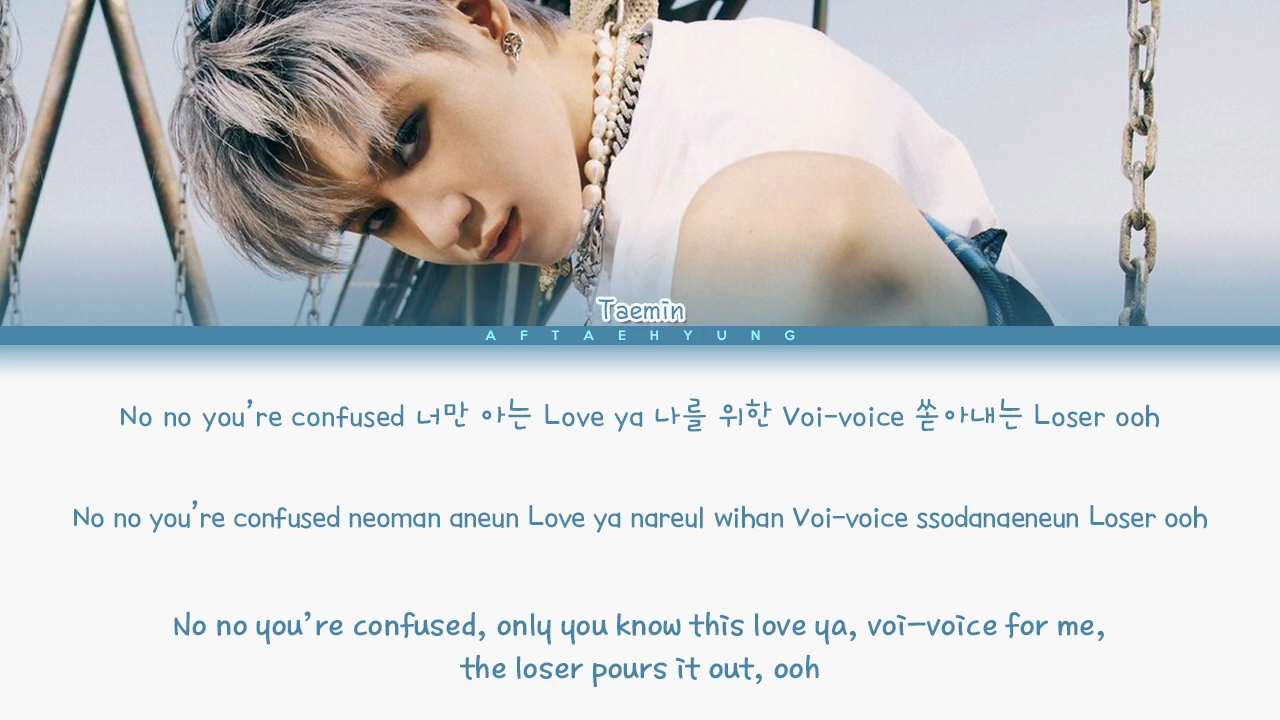 Taemin
AFTAEHYUNG
No no you're confused 너만 아는 Love ya 나를 위한 Voi-voice 쏟아내는 Loser ooh
No no you're confused neoman aneun Love ya nareul wihan Voi-voice ssodanaeneun Loser ooh
No no you're confused, only you know this love ya, voi-voice for me,
the loser pours it out, ooh